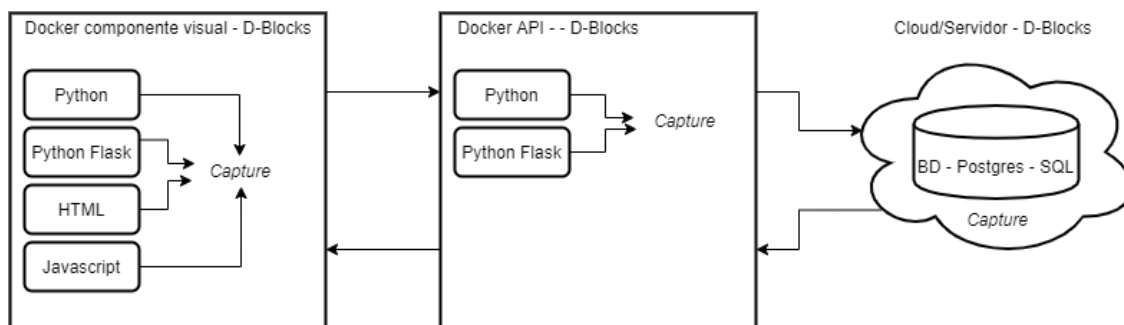 Docker componente visual - D-Blocks
Python
Python Flask
HTML
Javascript
Capture
Docker API - - D-Blocks
Python
Python Flask
Capture
Cloud/Servidor - D-Blocks
BD - Postgres - SQL
Capture